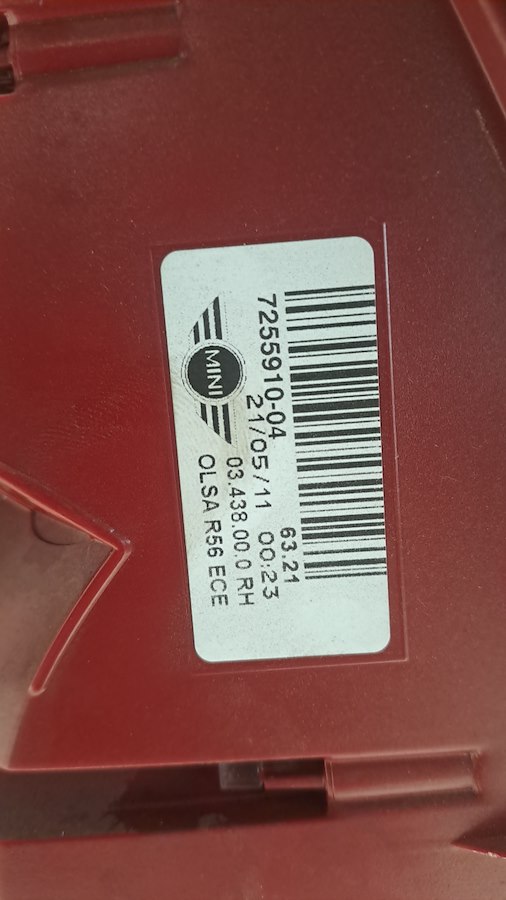 7255910-04
63.21
21/05/11 00:23
MINI
03.438.00.0 RH
OLSA R56 ECE